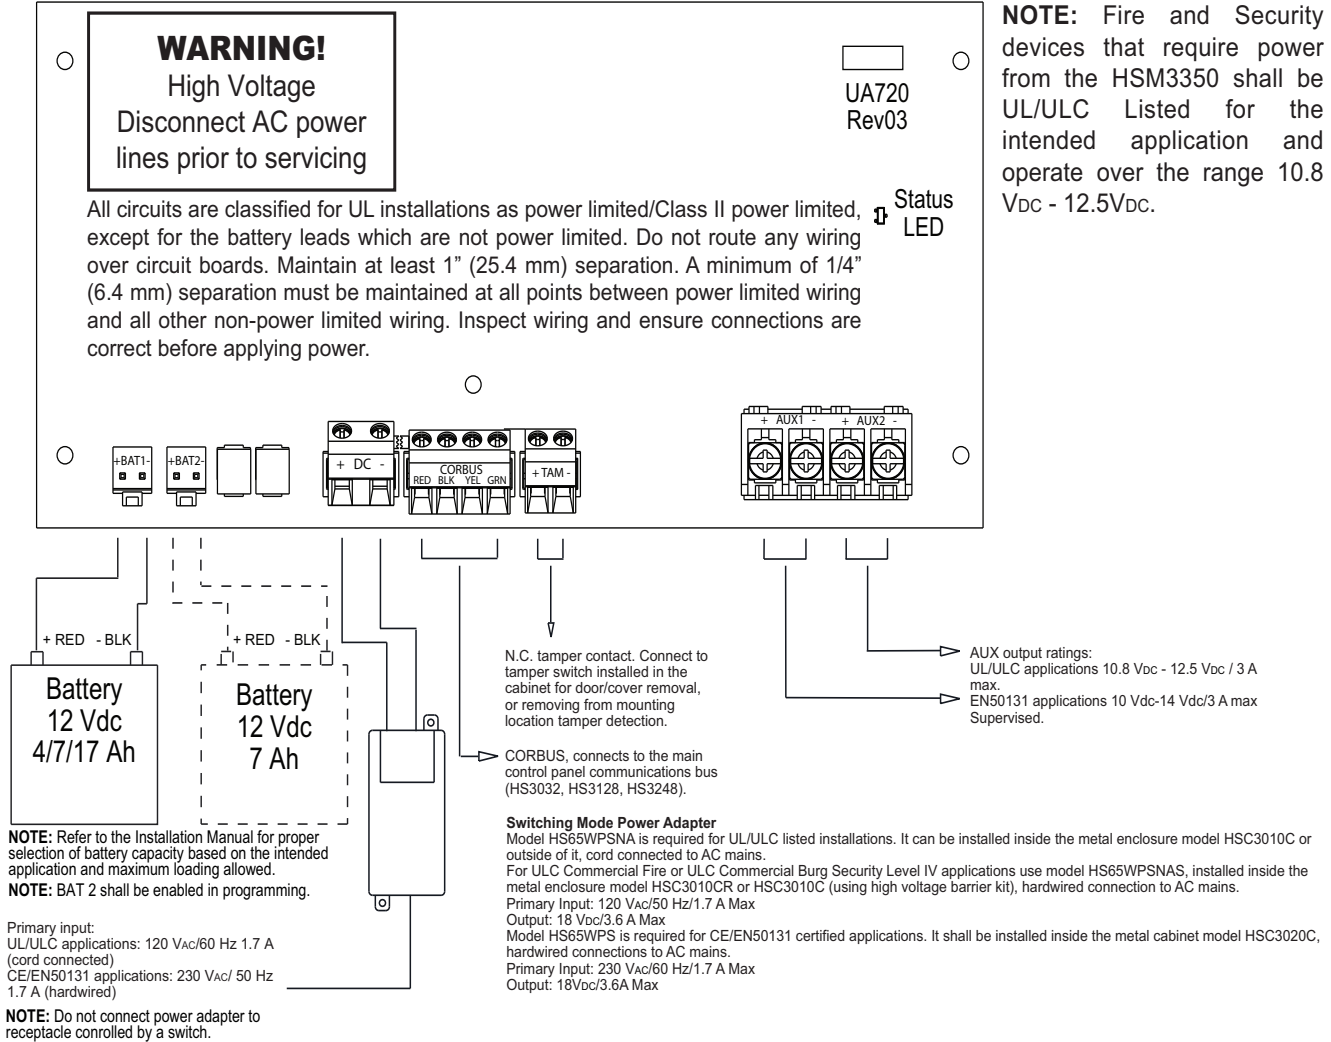 WARNING!
High Voltage
Disconnect AC power
lines prior to servicing
UA720
Rev03
NOTE: Fire and Security
devices that require power
from the HSM3350 shall be
UL/ULC Listed for the
intended application and
operate over the range 10.8
VDC - 12.5VDC.
All circuits are classified for UL installations as power limited/Class II power limited,
except for the battery leads which are not power limited. Do not route any wiring
over circuit boards. Maintain at least 1” (25.4 mm) separation. A minimum of 1/4”
(6.4 mm) separation must be maintained at all points between power limited wiring
and all other non-power limited wiring. Inspect wiring and ensure connections are
correct before applying power.
Status
LED
+BAT1-
+BAT2-
+ DC -
CORBUS
RED BLK YEL GRN
+ TAM -
+ AUX1 -
+ AUX2 -
+ RED - BLK
Battery
12 Vdc
4/7/17 Ah
+ RED - BLK
Battery
12 Vdc
7 Ah
N.C. tamper contact. Connect to
tamper switch installed in the
cabinet for door/cover removal,
or removing from mounting
location tamper detection.
AUX output ratings:
UL/ULC applications 10.8 VDC - 12.5 VDC / 3 A
max.
EN50131 applications 10 Vdc-14 Vdc/3 A max
Supervised.
CORBUS, connects to the main
control panel communications bus
(HS3032, HS3128, HS3248).
NOTE: Refer to the Installation Manual for proper
selection of battery capacity based on the intended
application and maximum loading allowed.
NOTE: BAT 2 shall be enabled in programming.
Primary input:
UL/ULC applications: 120 VAC/60 Hz 1.7 A
(cord connected)
CE/EN50131 applications: 230 VAC/ 50 Hz
1.7 A (hardwired)
NOTE: Do not connect power adapter to
receptacle conrolled by a switch.
Switching Mode Power Adapter
Model HS65WPSNA is required for UL/ULC listed installations. It can be installed inside the metal enclosure model HSC3010C or
outside of it, cord connected to AC mains.
For ULC Commercial Fire or ULC Commercial Burg Security Level IV applications use model HS65WPSNAS, installed inside the
metal enclosure model HSC3010CR or HSC3010C (using high voltage barrier kit), hardwired connection to AC mains.
Primary Input: 120 VAC/50 Hz/1.7 A Max
Output: 18 VDC/3.6 A Max
Model HS65WPS is required for CE/EN50131 certified applications. It shall be installed inside the metal cabinet model HSC3020C,
hardwired connections to AC mains.
Primary Input: 230 VAC/60 Hz/1.7 A Max
Output: 18VDC/3.6A Max